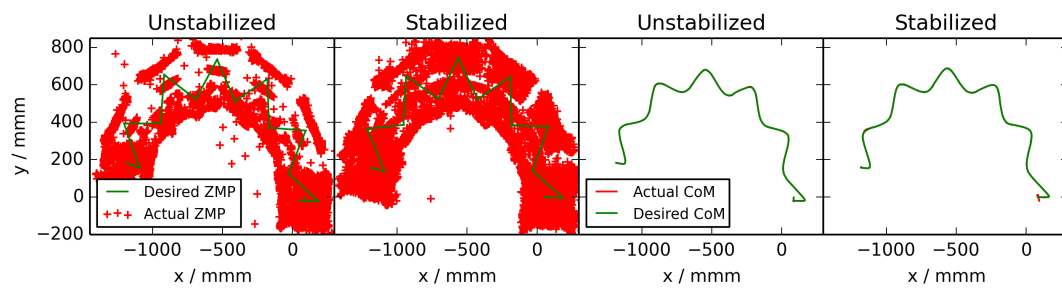 Unstabilized Stabilized Unstabilized Stabilized
800
600
400
200
0
−200
y / mmm
Desired ZMP
Actual ZMP
Actual CoM
Desired CoM
−1000 −500 0 −1000 −500 0 −1000 −500 0 −1000 −500 0
x / mmm x / mmm x / mmm x / mmm